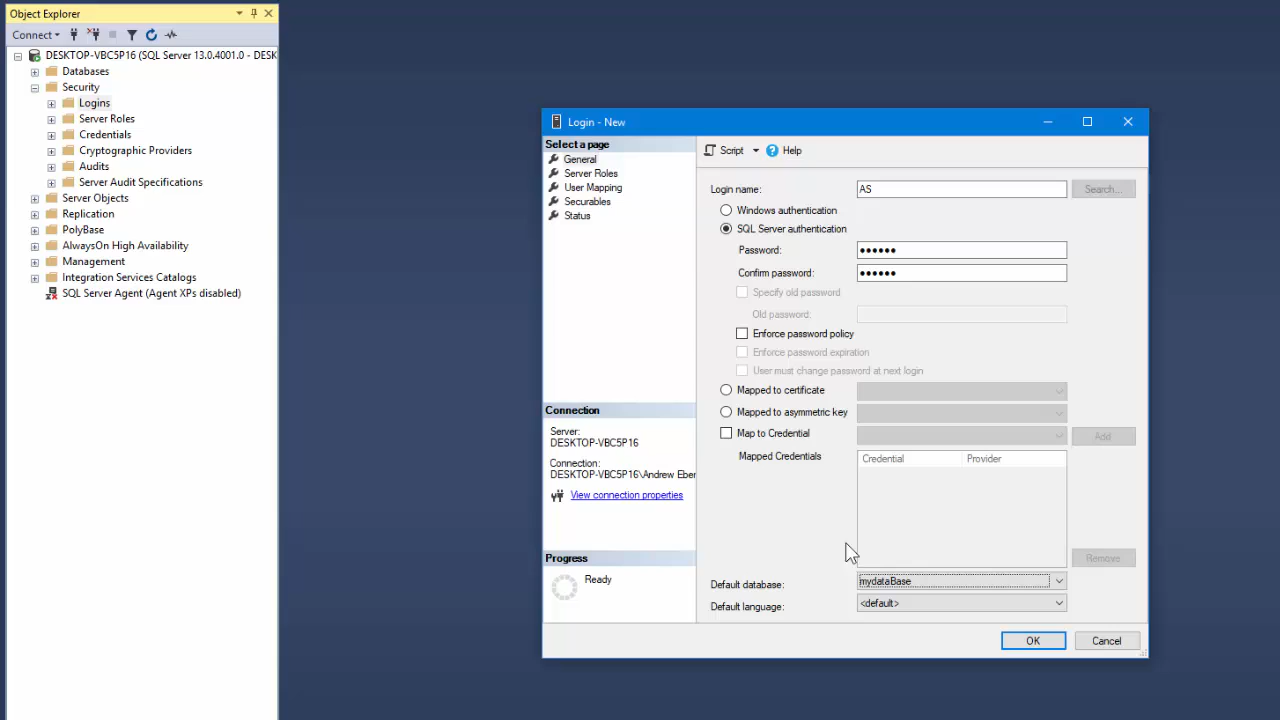 Object Explorer
Connect
DESKTOP-VBC5P16 (SQL Server 13.0.4001.0 - DESK
Databases
Security
Logins
Server Roles
Credentials
Cryptographic Providers
Audits
Server Audit Specifications
Server Objects
Replication
PolyBase
AlwaysOn High Availability
Management
Integration Services Catalogs
SQL Server Agent (Agent XPs disabled)
Login - New
Select a page
General
Server Roles
User Mapping
Securables
Status
Connection
Server:
DESKTOP-VBC5P16
Connection:
DESKTOP-VBC5P16\Andrew Eber
View connection properties
Progress
Ready
Script
Help
Login name: AS Search...
Windows authentication
SQL Server authentication
Password: ●●●●●●
Confirm password: ●●●●●●
Specify old password
Old password:
Enforce password policy
Enforce password expiration
User must change password at next login
Mapped to certificate
Mapped to asymmetric key
Map to Credential Add
Mapped Credentials Credential Provider
Remove
Default database: mydataBase
Default language: <default>
OK Cancel